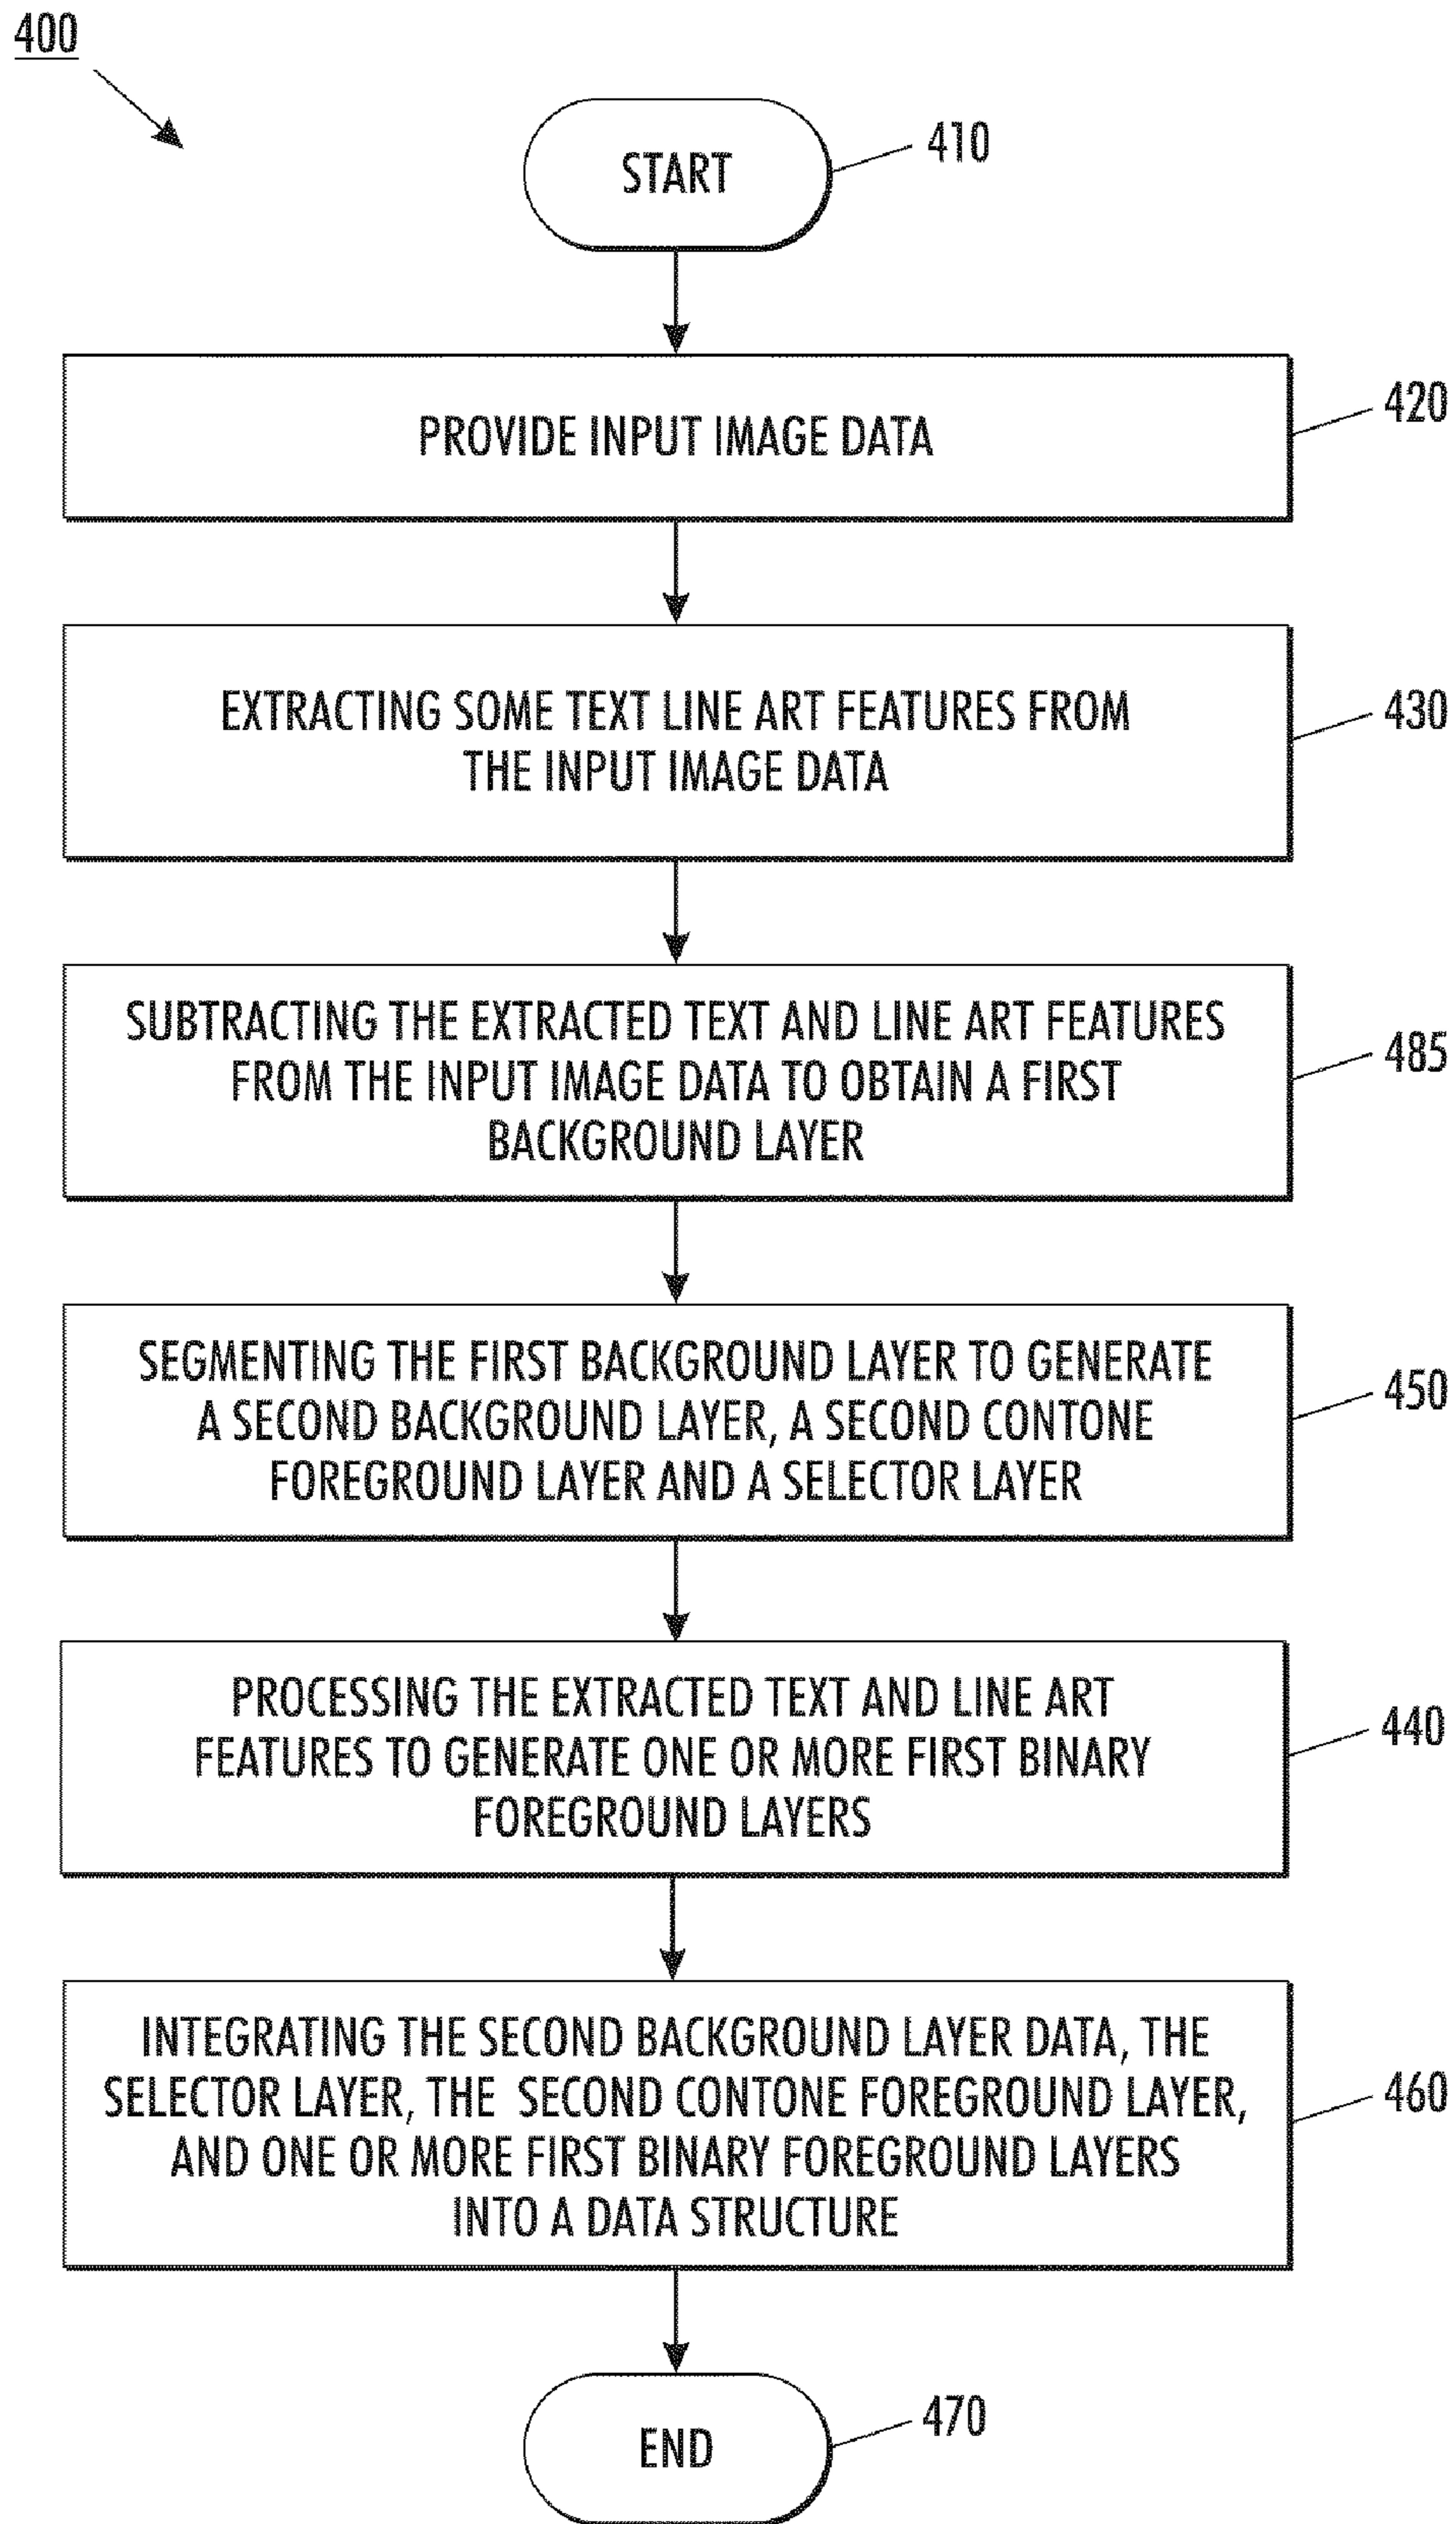 400
START
410
PROVIDE INPUT IMAGE DATA
420
EXTRACTING SOME TEXT LINE ART FEATURES FROM
THE INPUT IMAGE DATA
430
SUBTRACTING THE EXTRACTED TEXT AND LINE ART FEATURES
FROM THE INPUT IMAGE DATA TO OBTAIN A FIRST
BACKGROUND LAYER
485
SEGMENTING THE FIRST BACKGROUND LAYER TO GENERATE
A SECOND BACKGROUND LAYER, A SECOND CONTONE
FOREGROUND LAYER AND A SELECTOR LAYER
450
PROCESSING THE EXTRACTED TEXT AND LINE ART
FEATURES TO GENERATE ONE OR MORE FIRST BINARY
FOREGROUND LAYERS
440
INTEGRATING THE SECOND BACKGROUND LAYER DATA, THE
SELECTOR LAYER, THE SECOND CONTONE FOREGROUND LAYER,
AND ONE OR MORE FIRST BINARY FOREGROUND LAYERS
INTO A DATA STRUCTURE
460
END
470